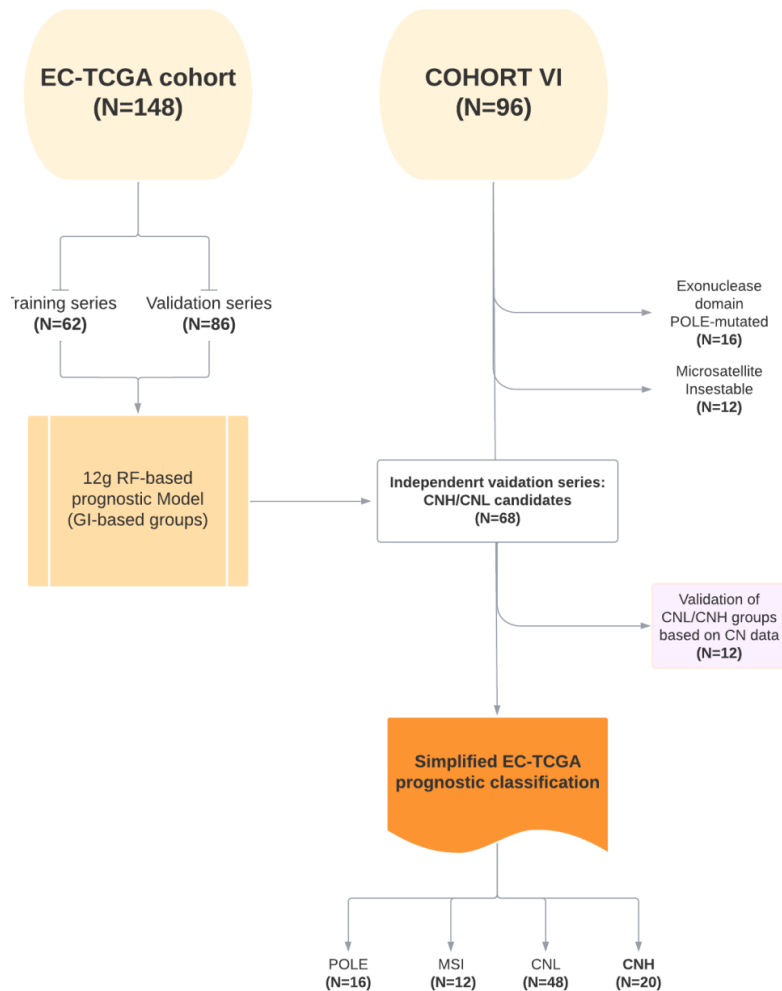 EC-TCGA cohort
(N=148)
COHORT VI
(N=96)
Training series
(N=62)
Validation series
(N=86)
Exonuclease
domain
POLE-mutated
(N=16)
Microsatellite
Insestable
(N=12)
12g RF-based
prognostic Model
(GI-based groups)
Independenrt vaidation series:
CNH/CNL candidates
(N=68)
Validation of
CNL/CNH groups
based on CN data
(N=12)
Simplified EC-TCGA
prognostic classification
POLE
(N=16)
MSI
(N=12)
CNL
(N=48)
CNH
(N=20)